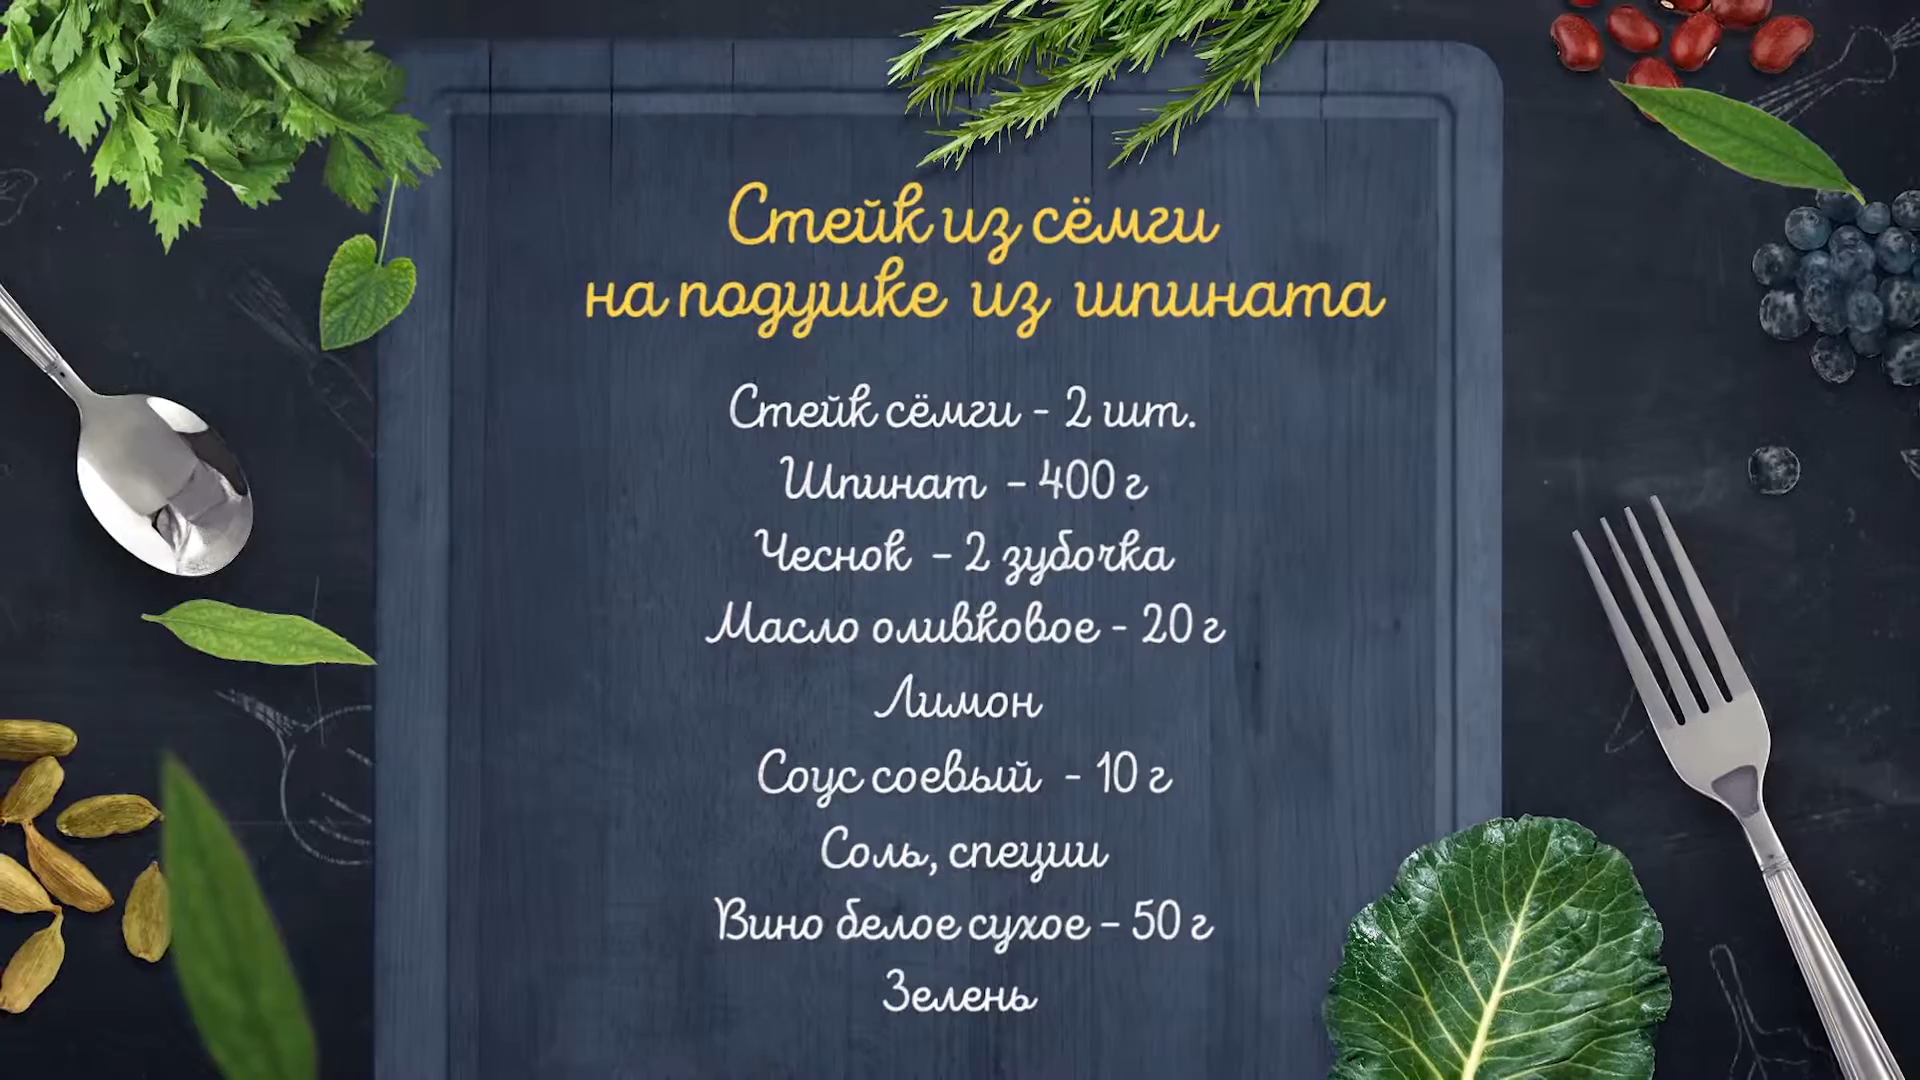 Стейк из сёмги
на подушке из шпината
Стейк сёмги - 2 шт.
Шпинат - 400 г
Чеснок - 2 зубочка
Масло оливковое - 20 г
Лимон
Соус соевый - 10 г
Соль, специи
Вино белое сухое - 50 г
Зелень